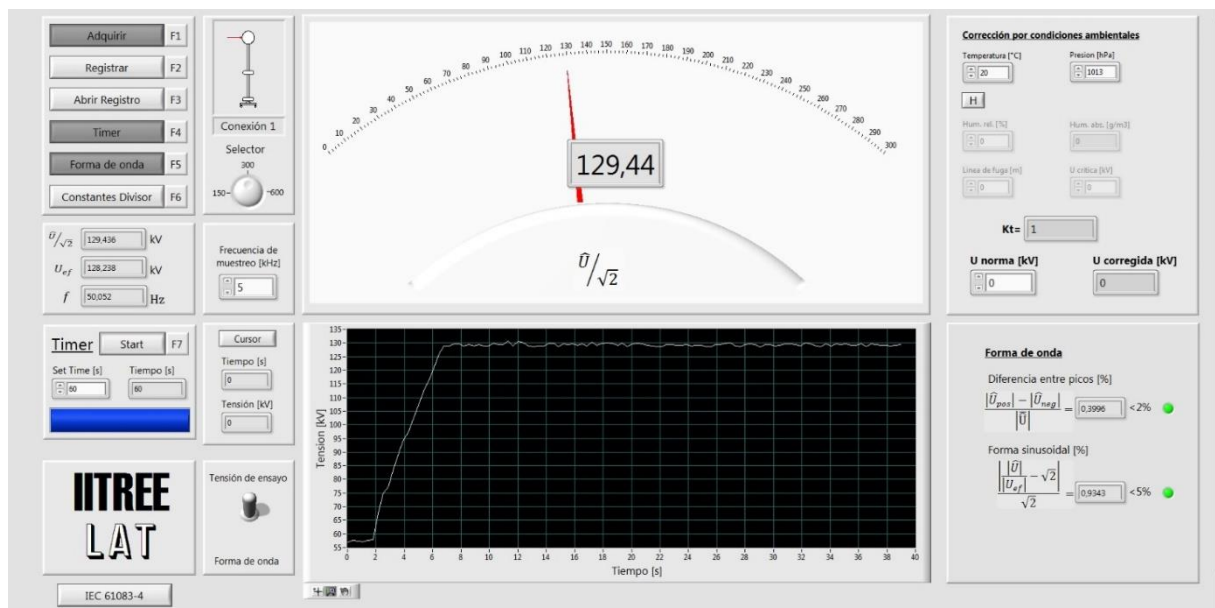 Adquirir F1
Registrar F2
Abrir Registro F3
Timer F4
Forma de onda F5
Constantes Divisor F6
Conexión 1
Selector
300
150- -600
Û/√2 129,436 kV
U_ef 128,238 kV
f 50,052 Hz
Frecuencia de
muestreo [kHz]
5
0 10 20 30 40 50 60 70 80 90 100 110 120 130 140 150 160 170 180 190 200 210 220 230 240 250 260 270 280 290 300
129,44
Û/√2
Corrección por condiciones ambientales
Temperatura [°C] Presion [hPa]
20 1013
H
Hum. rel. [%] Hum. abs. [g/m3]
0 0
Linea de fuga [m] U critica [kV]
0 0
Kt= 1
U norma [kV] U corregida [kV]
0 0
Timer Start F7
Set Time [s] Tiempo [s]
60 60
Cursor
Tiempo [s]
0
Tensión [kV]
0
IITREE
LAT
Tensión de ensayo
Forma de onda
IEC 61083-4
Tension [kV]
135
130
125
120
115
110
105
100
95
90
85
80
75
70
65
60
55
0 2 4 6 8 10 12 14 16 18 20 22 24 26 28 30 32 34 36 38 40
Tiempo [s]
Forma de onda
Diferencia entre picos [%]
|Û_pos| − |Û_neg| / |Û| = 0,3996 <2%
Forma sinusoidal [%]
| |Û| / |U_ef| − √2 | / √2 = 0,9343 <5%